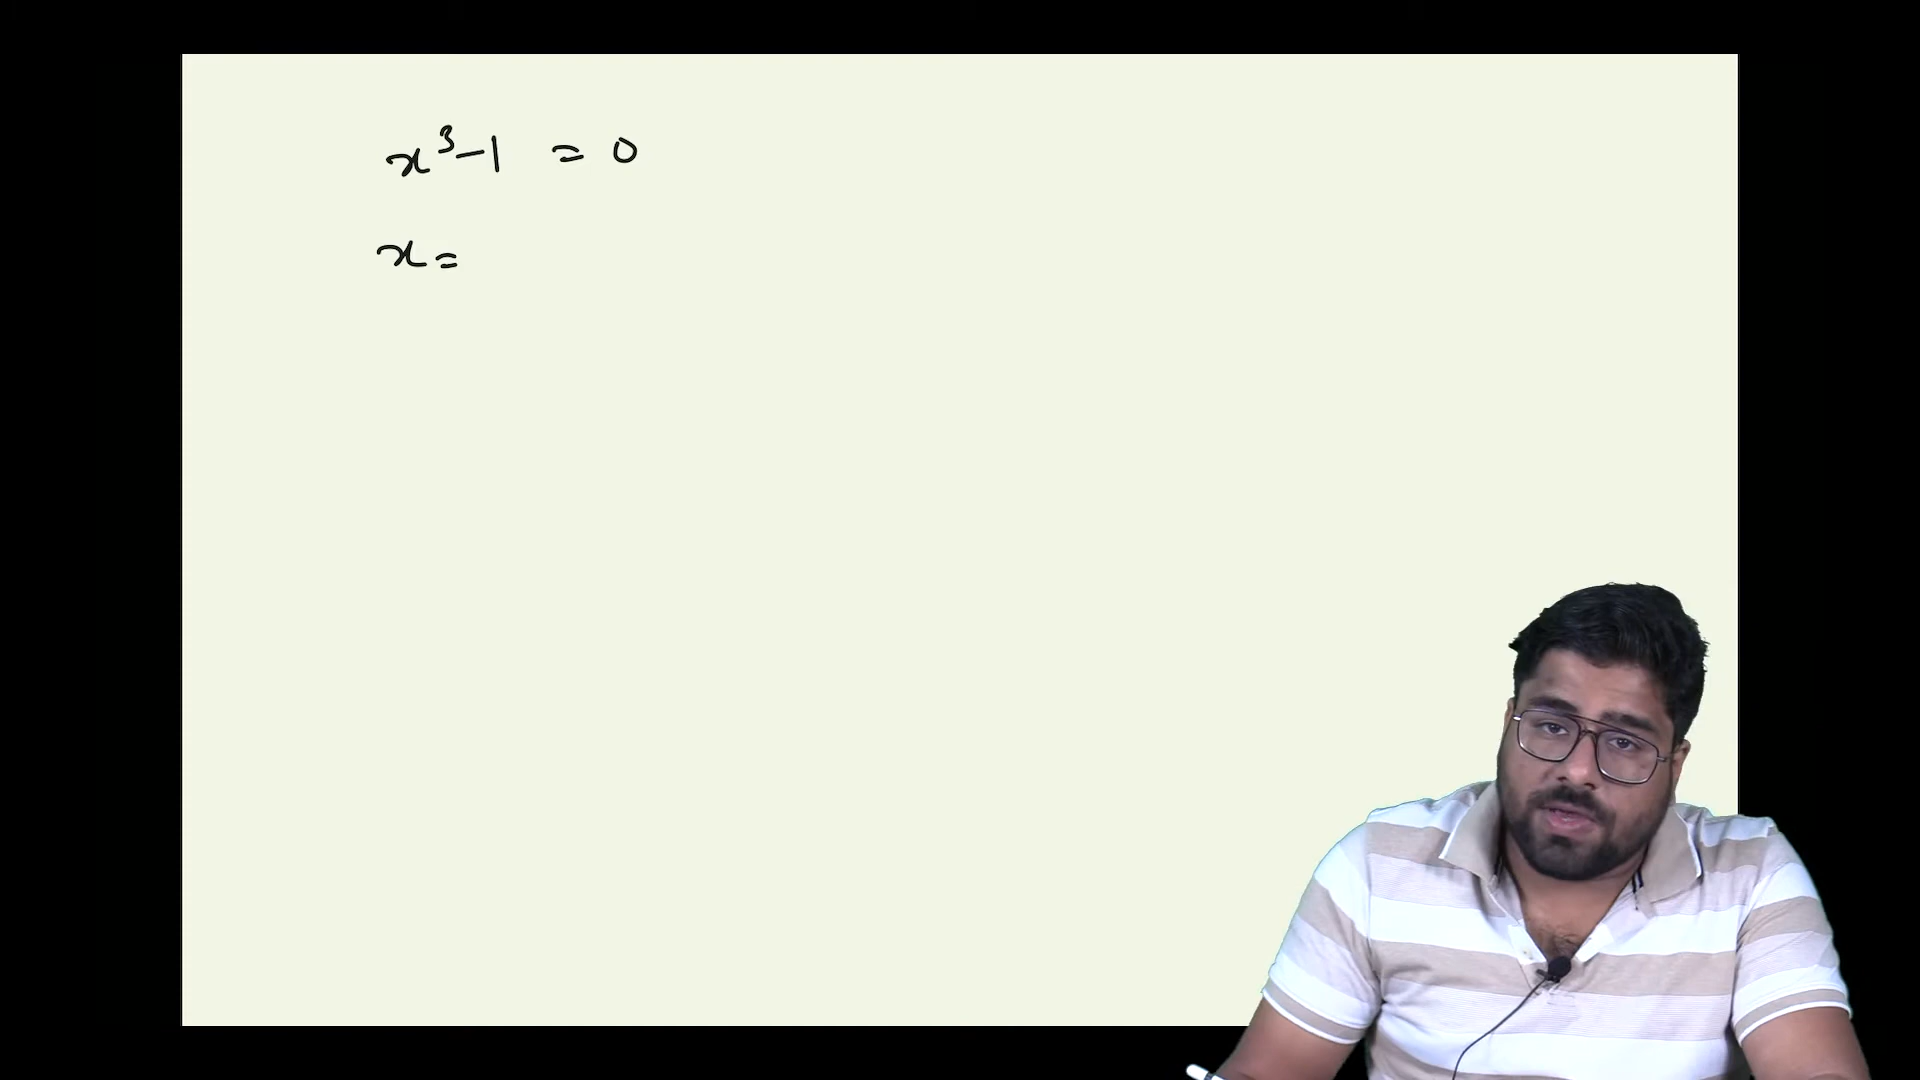 x³-1 = 0
x =